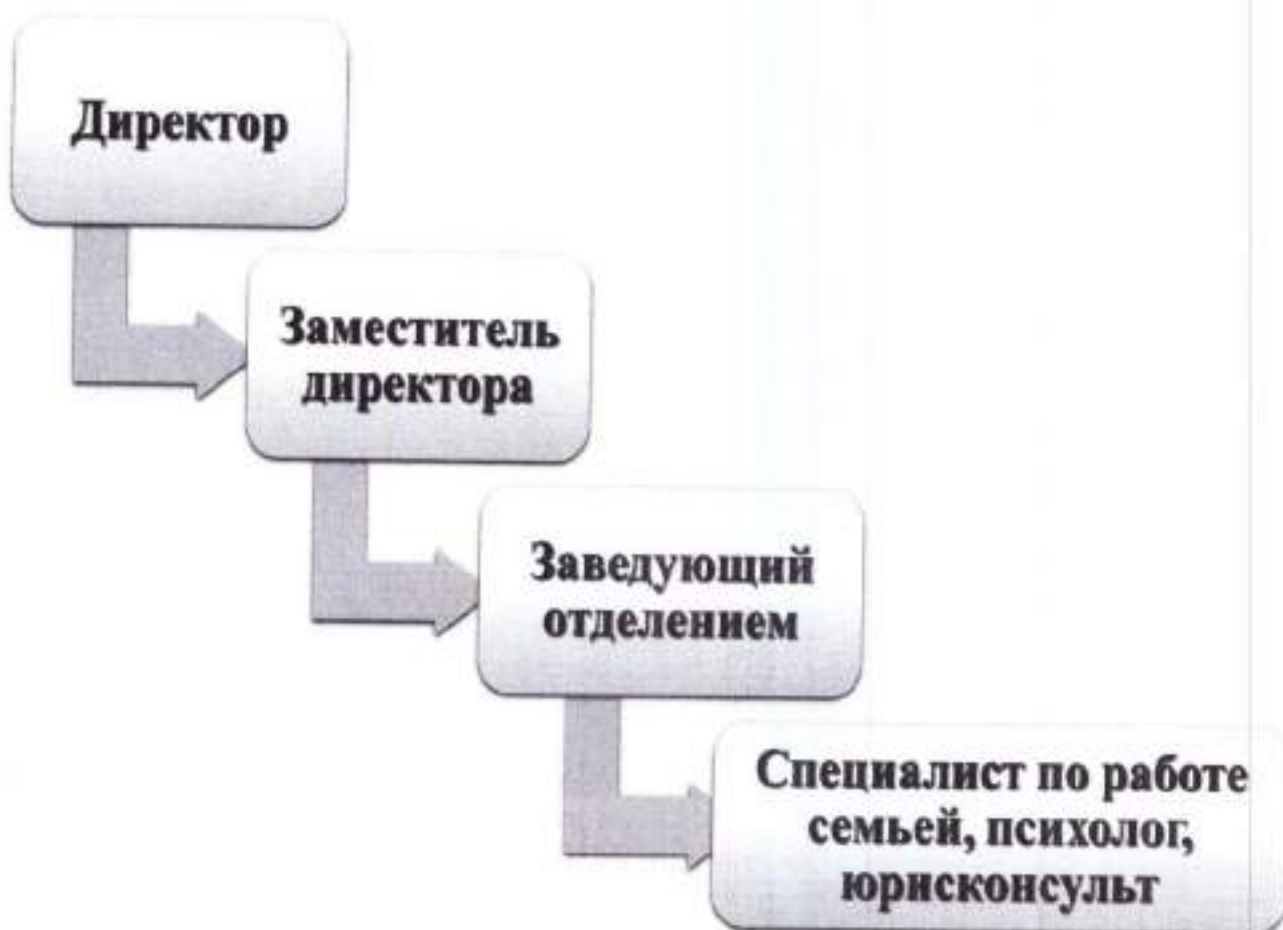 Директор
Заместитель
директора
Заведующий
отделением
Специалист по работе
семьей, психолог,
юрисконсульт